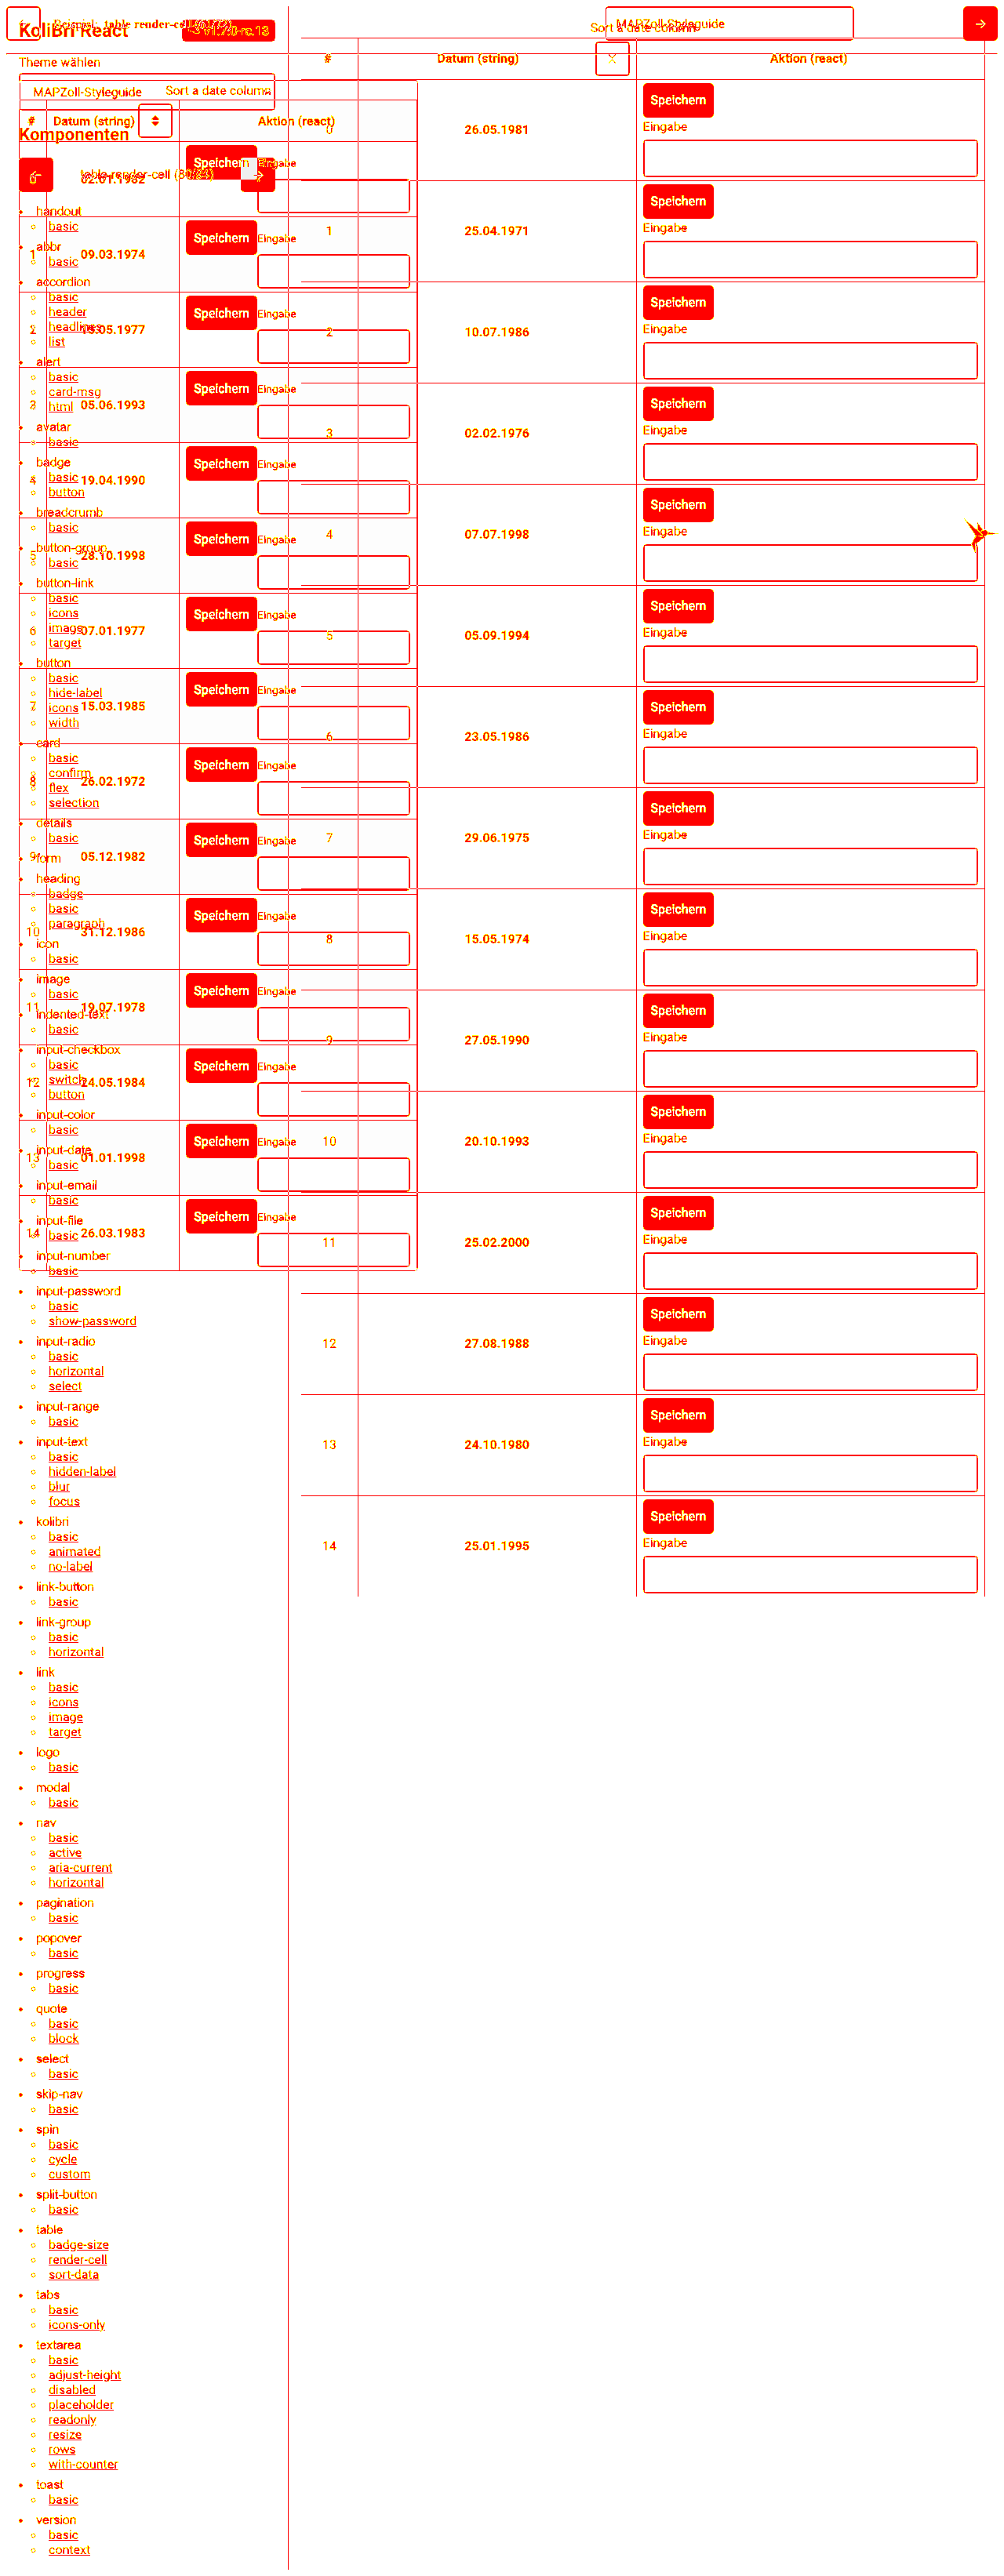 KoliBri React
v1.7.0-rc.13
Theme wählen
MAPZoll-Styleguide
Komponenten
handout
basic
abbr
basic
accordion
basic
header
headlines
list
alert
basic
card-msg
html
avatar
basic
badge
basic
button
breadcrumb
basic
button-group
basic
button-link
basic
icons
image
target
button
basic
hide-label
icons
width
card
basic
confirm
flex
selection
details
basic
form
heading
badge
basic
paragraph
icon
basic
image
basic
indented-text
basic
input-checkbox
basic
switch
button
input-color
basic
input-date
basic
input-email
basic
input-file
basic
input-number
basic
input-password
basic
show-password
input-radio
basic
horizontal
select
input-range
basic
input-text
basic
hidden-label
blur
focus
kolibri
basic
animated
no-label
link-button
basic
link-group
basic
horizontal
link
basic
icons
image
target
logo
basic
modal
basic
nav
basic
active
aria-current
horizontal
pagination
basic
popover
basic
progress
basic
quote
basic
block
select
basic
skip-nav
basic
spin
basic
cycle
custom
split-button
basic
table
badge-size
render-cell
sort-data
tabs
basic
icons-only
textarea
basic
adjust-height
disabled
placeholder
readonly
resize
rows
with-counter
toast
basic
version
basic
context
Sort a date column
# Datum (string) Aktion (react)
02.01.1982 Speichern
1 09.03.1974 Speichern Eingabe
2 15.05.1977 Speichern Eingabe
3 05.06.1993 Speichern Eingabe
4 19.04.1990 Speichern Eingabe
5 28.10.1998 Speichern Eingabe
6 07.01.1977 Speichern Eingabe
7 15.03.1985 Speichern Eingabe
8 26.02.1972 Speichern Eingabe
9 05.12.1982 Speichern Eingabe
10 31.12.1986 Speichern Eingabe
11 19.07.1978 Speichern Eingabe
12 24.05.1984 Speichern Eingabe
13 01.01.1998 Speichern Eingabe
14 26.03.1983 Speichern Eingabe
MAPZoll-Styleguide
Sort a date column
# Datum (string) Aktion (react)
0 26.05.1981 Speichern Eingabe
1 25.04.1971 Speichern Eingabe
2 10.07.1986 Speichern Eingabe
3 02.02.1976 Speichern Eingabe
4 07.07.1998 Speichern Eingabe
5 05.09.1994 Speichern Eingabe
6 23.05.1986 Speichern Eingabe
7 29.06.1975 Speichern Eingabe
8 15.05.1974 Speichern Eingabe
9 27.05.1990 Speichern Eingabe
10 20.10.1993 Speichern Eingabe
11 25.02.2000 Speichern Eingabe
12 27.08.1988 Speichern Eingabe
13 24.10.1980 Speichern Eingabe
14 25.01.1995 Speichern Eingabe